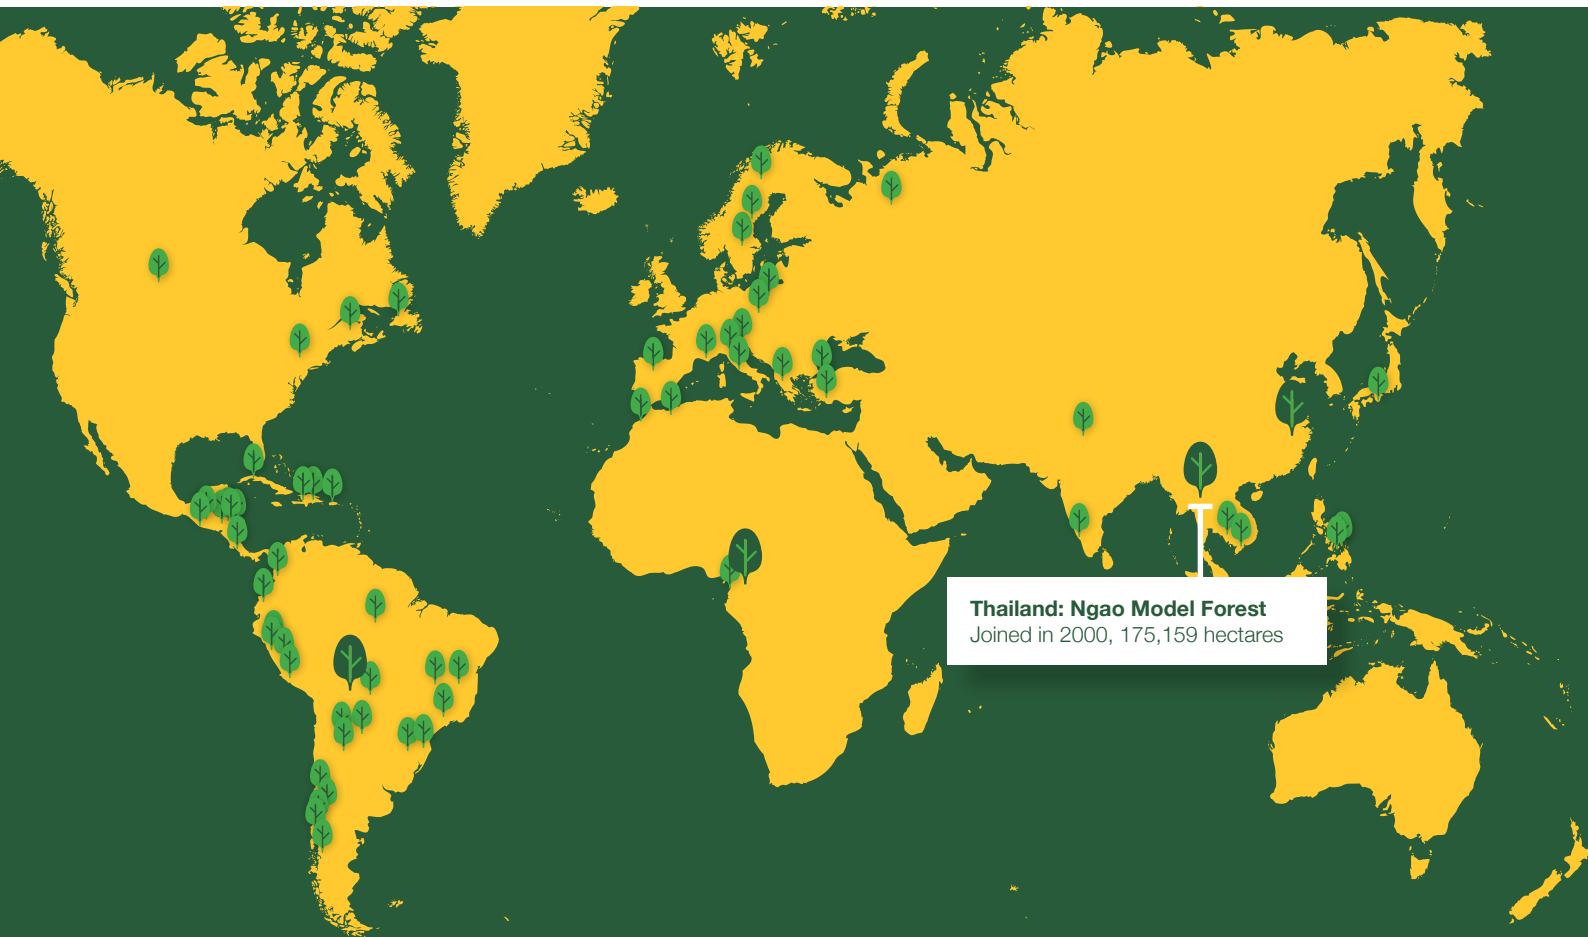 Thailand: Ngao Model Forest
Joined in 2000, 175,159 hectares